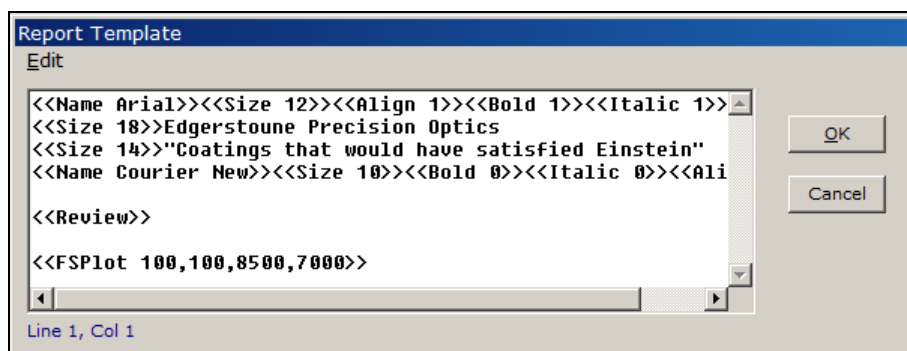 Report Template
Edit
<<Name Arial>><<Size 12>><<Align 1>><<Bold 1>><<Italic 1>>
<<Size 18>>Edgerstoune Precision Optics
<<Size 14>>"Coatings that would have satisfied Einstein"
<<Name Courier New>><<Size 10>><<Bold 0>><<Italic 0>><<Ali
<<Review>>
<<FSPlot 100,100,8500,7000>>
OK
Cancel
Line 1, Col 1